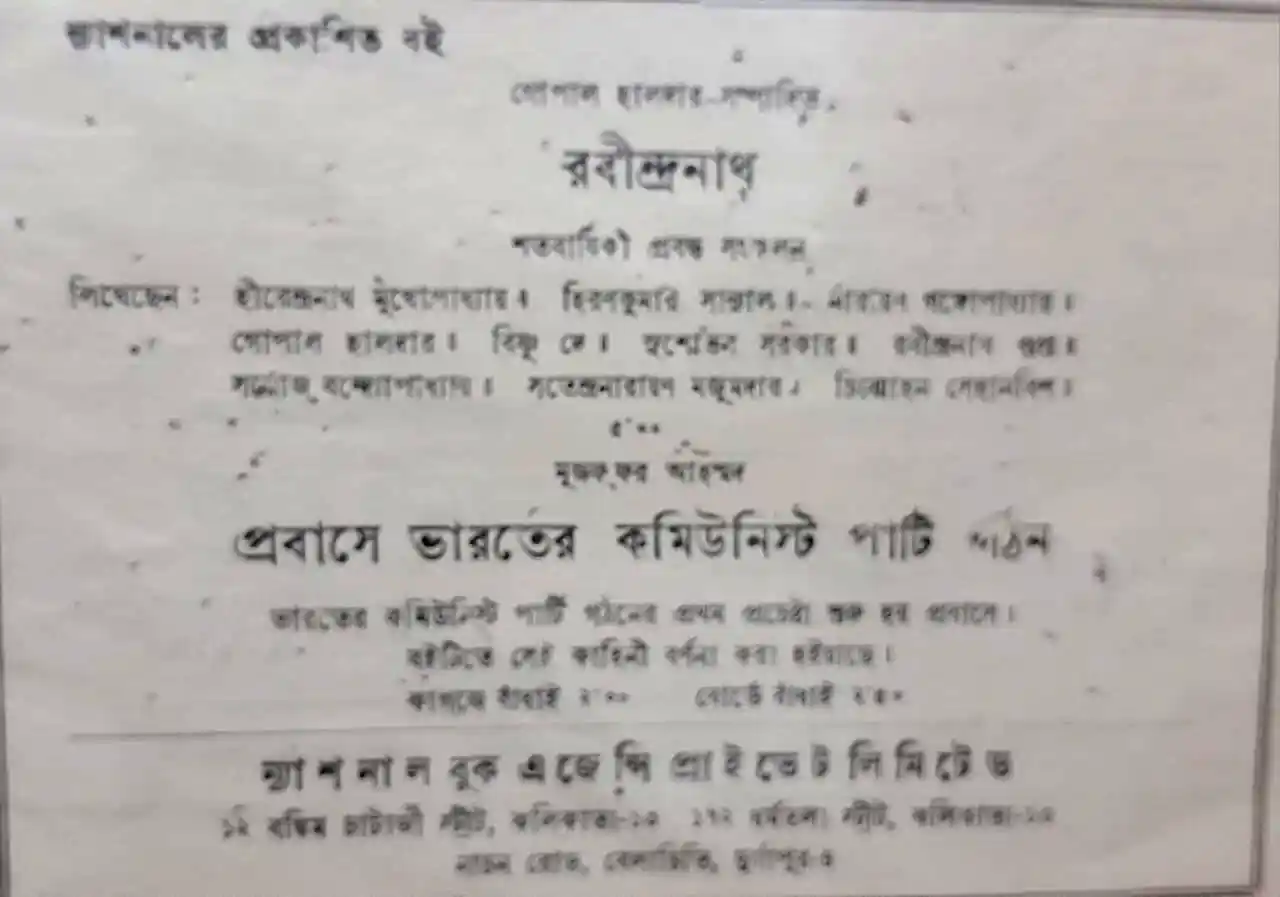 ন্যাশনালের প্রকাশিত বই
গোপাল হালদার-সম্পাদিত
রবীন্দ্রনাথ
শতবার্ষিকী প্রবন্ধ সংকলন
লিখেছেন : হীরেন্দ্রনাথ মুখোপাধ্যায়। হিরণকুমার সান্যাল। নারায়ণ গঙ্গোপাধ্যায়।
গোপাল হালদার। বিষ্ণু দে। সুশোভন সরকার। রবীন্দ্রনাথ গুপ্ত।
সরোজ বন্দ্যোপাধ্যায়। সত্যেন্দ্রনারায়ণ মজুমদার। চিন্মোহন সেহানবিশ।
৫'০০
মুজফ্‌ফর আহমদ
প্রবাসে ভারতের কমিউনিস্ট পার্টি গঠন
ভারতের কমিউনিস্ট পার্টি গঠনের প্রথম প্রচেষ্টা শুরু হয় প্রবাসে।
বইটিতে সেই কাহিনী বর্ণনা করা হইয়াছে।
কাগজে বাঁধাই ২'০০ বোর্ডে বাঁধাই ২'৫০
ন্যাশনাল বুক এজেন্সি প্রাইভেট লিমিটেড
১২ বঙ্কিম চাটার্জী স্ট্রীট, কলিকাতা-১২ ১৭২ ধর্মতলা স্ট্রীট, কলিকাতা-১৩
নাচন রোড, বেনাচিতি, দুর্গাপুর-৪